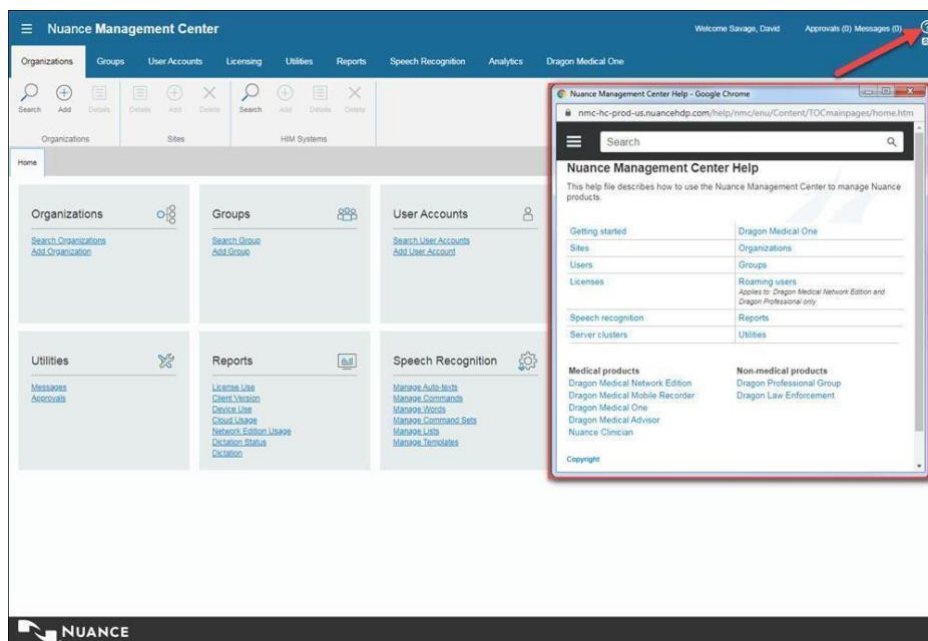 Nuance Management Center
Welcome Savage, David
Approvals (0) Messages (0)
Organizations Groups User Accounts Licensing Utilities Reports Speech Recognition Analytics Dragon Medical One
Search Add Details Details Add Delete Search Add Details Delete
Organizations Sites HIM Systems
Home
Organizations
Search Organizations
Add Organization
Groups
Search Group
Add Group
User Accounts
Search User Accounts
Add User Account
Utilities
Messages
Approvals
Reports
License Use
Client Version
Device Use
Cloud Usage
Network Edition Usage
Dictation Status
Dictation
Speech Recognition
Manage Auto-texts
Manage Commands
Manage Words
Manage Command Sets
Manage Lists
Manage Templates
Nuance Management Center Help - Google Chrome
nmc-hc-prod-us.nuancehdp.com/help/nmc/enu/Content/TOCmainpages/home.htm
Search
Nuance Management Center Help
This help file describes how to use the Nuance Management Center to manage Nuance
products.
Getting started Dragon Medical One
Sites Organizations
Users Groups
Licenses Roaming users
Applies to: Dragon Medical Network Edition and
Dragon Professional only
Speech recognition Reports
Server clusters Utilities
Medical products
Dragon Medical Network Edition
Dragon Medical Mobile Recorder
Dragon Medical One
Dragon Medical Advisor
Nuance Clinician
Non-medical products
Dragon Professional Group
Dragon Law Enforcement
Copyright
NUANCE